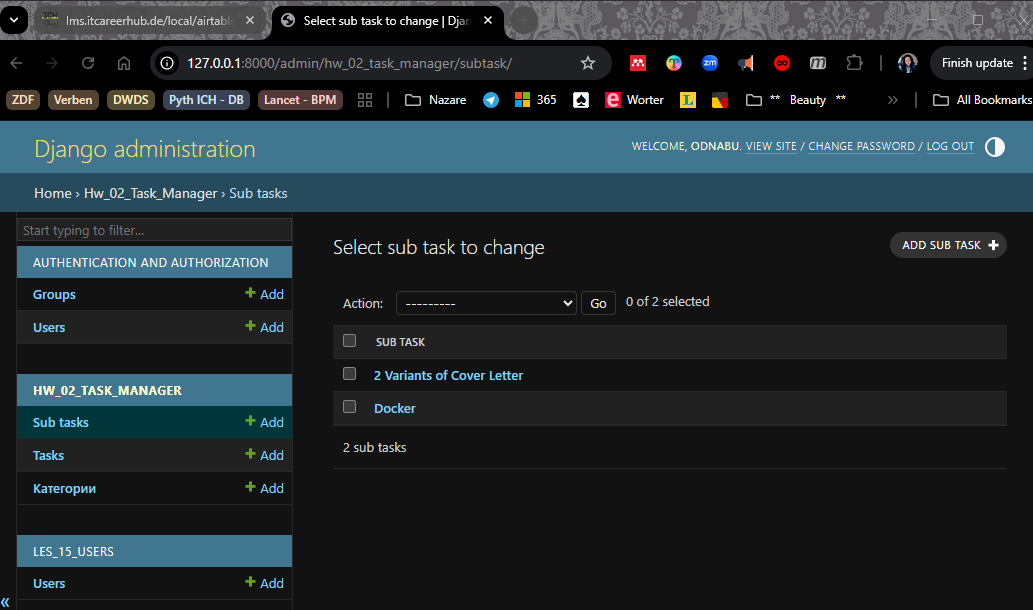 lms.itcareerhub.de/local/airtabl
Select sub task to change | Djan
127.0.0.1:8000/admin/hw_02_task_manager/subtask/
zm
m
Finish update
ZDF
Verben
DWDS
Pyth ICH - DB
Lancet - BPM
Nazare
365
e Worter
L
** Beauty **
»
All Bookmarks
Django administration
WELCOME, ODNABU. VIEW SITE / CHANGE PASSWORD / LOG OUT
Home › Hw_02_Task_Manager › Sub tasks
Start typing to filter...
AUTHENTICATION AND AUTHORIZATION
Groups + Add
Users + Add
HW_02_TASK_MANAGER
Sub tasks + Add
Tasks + Add
Категории + Add
LES_15_USERS
Users + Add
«
Select sub task to change
ADD SUB TASK +
Action: --------- Go 0 of 2 selected
SUB TASK
2 Variants of Cover Letter
Docker
2 sub tasks